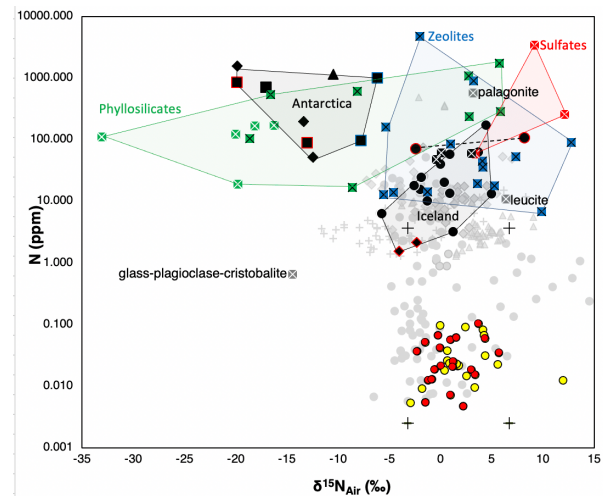 10000.000
1000.000
100.000
10.000
1.000
0.100
0.010
0.001
N (ppm)
Zeolites
Sulfates
Phyllosilicates
Antarctica
palagonite
leucite
Iceland
glass-plagioclase-cristobalite
-35 -30 -25 -20 -15 -10 -5 0 5 10 15
δ¹⁵N_Air (‰)